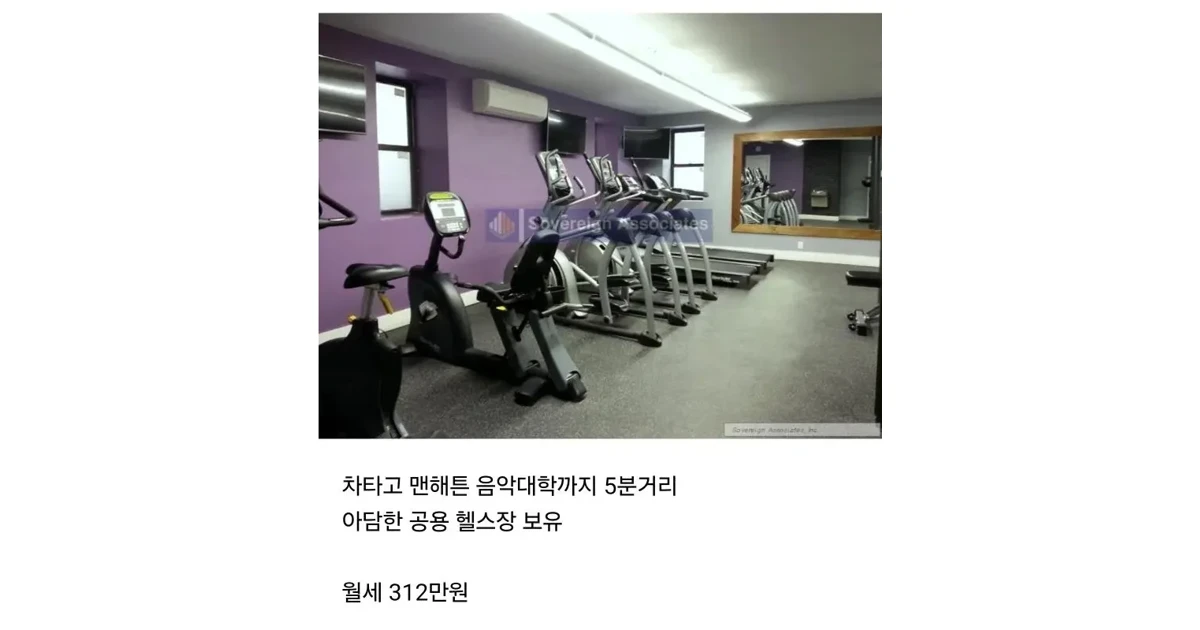 Sovereign Associates
Sovereign Associates, Inc.
차타고 맨해튼 음악대학까지 5분거리
아담한 공용 헬스장 보유
월세 312만원